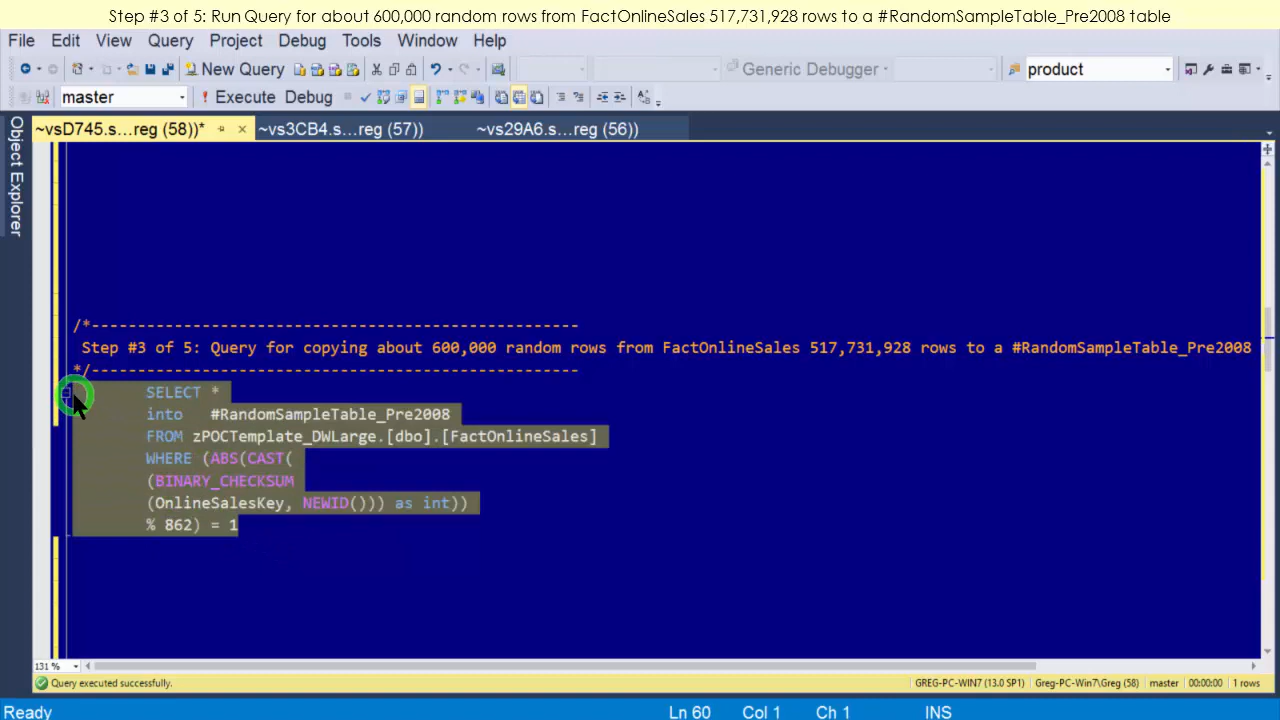 Step #3 of 5: Run Query for about 600,000 random rows from FactOnlineSales 517,731,928 rows to a #RandomSampleTable_Pre2008 table
File Edit View Query Project Debug Tools Window Help
New Query Generic Debugger product
master Execute Debug
~vsD745.s...reg (58))* ~vs3CB4.s...reg (57)) ~vs29A6.s...reg (56))
Object Explorer
/*-----------------------------------------------------
Step #3 of 5: Query for copying about 600,000 random rows from FactOnlineSales 517,731,928 rows to a #RandomSampleTable_Pre2008
*/-----------------------------------------------------
SELECT *
into #RandomSampleTable_Pre2008
FROM zPOCTemplate_DWLarge.[dbo].[FactOnlineSales]
WHERE (ABS(CAST(
(BINARY_CHECKSUM
(OnlineSalesKey, NEWID())) as int))
% 862) = 1
131 %
Query executed successfully. GREG-PC-WIN7 (13.0 SP1) Greg-PC-Win7\Greg (58) master 00:00:00 1 rows
Ready Ln 60 Col 1 Ch 1 INS